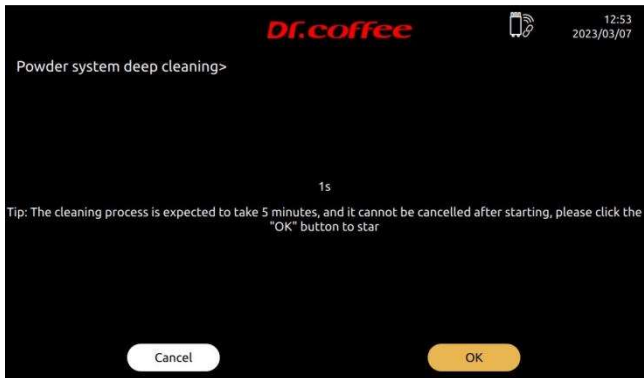 Dr.coffee
12:53
2023/03/07
Powder system deep cleaning>
1s
Tip: The cleaning process is expected to take 5 minutes, and it cannot be cancelled after starting, please click the
"OK" button to star
Cancel
OK